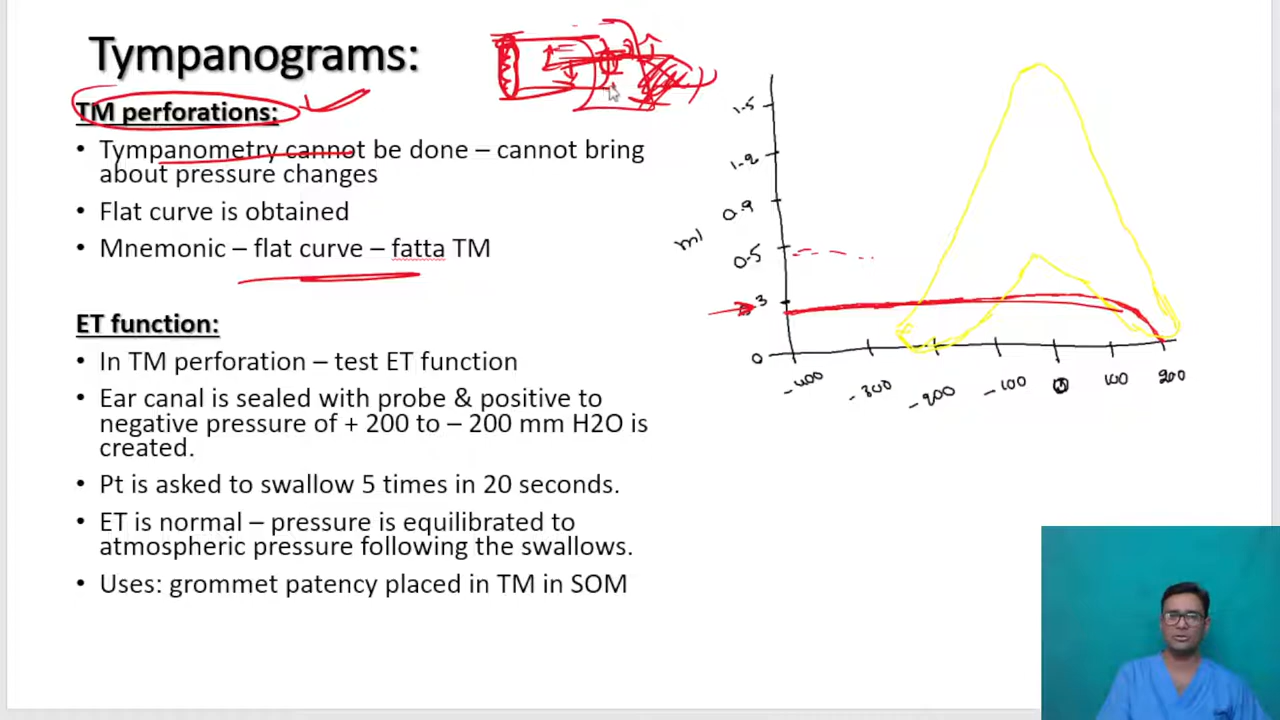 Tympanograms:
TM perforations:
• Tympanometry cannot be done – cannot bring
about pressure changes
• Flat curve is obtained
• Mnemonic – flat curve – fatta TM
ET function:
• In TM perforation – test ET function
• Ear canal is sealed with probe & positive to
negative pressure of + 200 to – 200 mm H2O is
created.
• Pt is asked to swallow 5 times in 20 seconds.
• ET is normal – pressure is equilibrated to
atmospheric pressure following the swallows.
• Uses: grommet patency placed in TM in SOM
1.5
1.2
0.9
ml
0.5
3
0
-400
-300
-200
-100
0
100
200